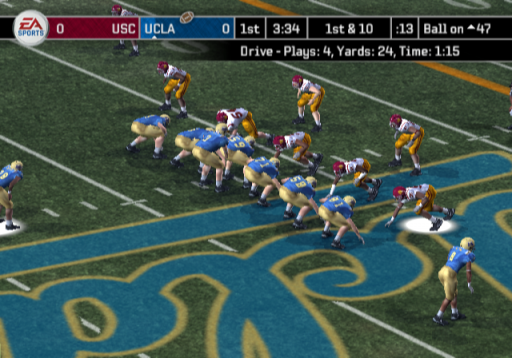 EA SPORTS 0 USC UCLA 0 1st 3:34 1st & 10 :13 Ball on 47
Drive - Plays: 4, Yards: 24, Time: 1:15